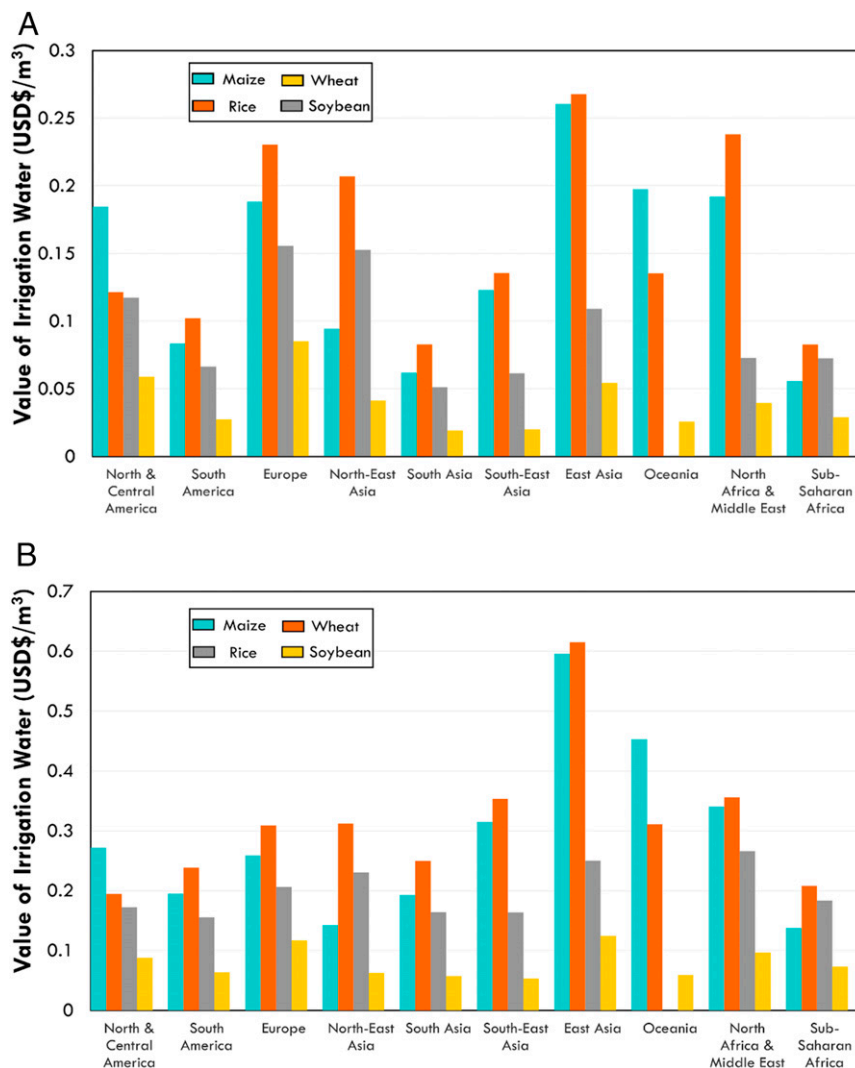 A
Value of Irrigation Water (USD$/m³)
0.3
0.25
0.2
0.15
0.1
0.05
0
Maize Wheat
Rice Soybean
North & South Europe North-East South Asia South-East East Asia Oceania North Sub-
Central America Asia Asia Africa & Saharan
America Middle East Africa
B
Value of Irrigation Water (USD$/m³)
0.7
0.6
0.5
0.4
0.3
0.2
0.1
0
Maize Wheat
Rice Soybean
North & South Europe North-East South Asia South-East East Asia Oceania North Sub-
Central America Asia Asia Africa & Saharan
America Middle East Africa